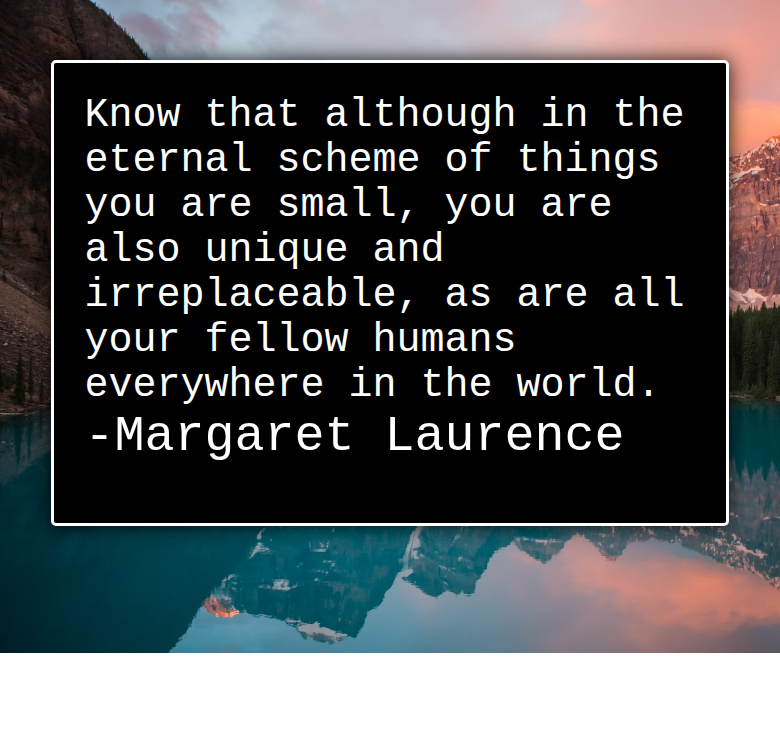 Know that although in the
eternal scheme of things
you are small, you are
also unique and
irreplaceable, as are all
your fellow humans
everywhere in the world.
-Margaret Laurence